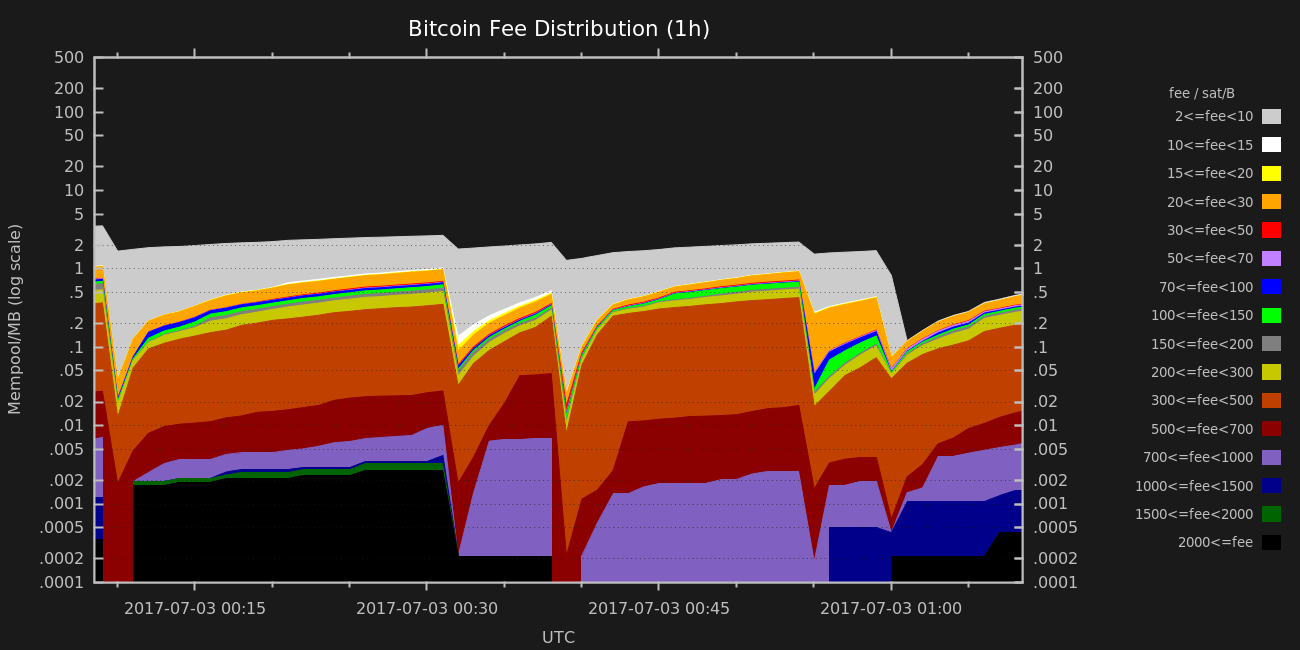 Bitcoin Fee Distribution (1h)
Mempool/MB (log scale)
500
200
100
50
20
10
5
2
1
.5
.2
.1
.05
.02
.01
.005
.002
.001
.0005
.0002
.0001
500
200
100
50
20
10
5
2
1
.5
.2
.1
.05
.02
.01
.005
.002
.001
.0005
.0002
.0001
2017-07-03 00:15
2017-07-03 00:30
2017-07-03 00:45
2017-07-03 01:00
UTC
fee / sat/B
2<=fee<10
10<=fee<15
15<=fee<20
20<=fee<30
30<=fee<50
50<=fee<70
70<=fee<100
100<=fee<150
150<=fee<200
200<=fee<300
300<=fee<500
500<=fee<700
700<=fee<1000
1000<=fee<1500
1500<=fee<2000
2000<=fee